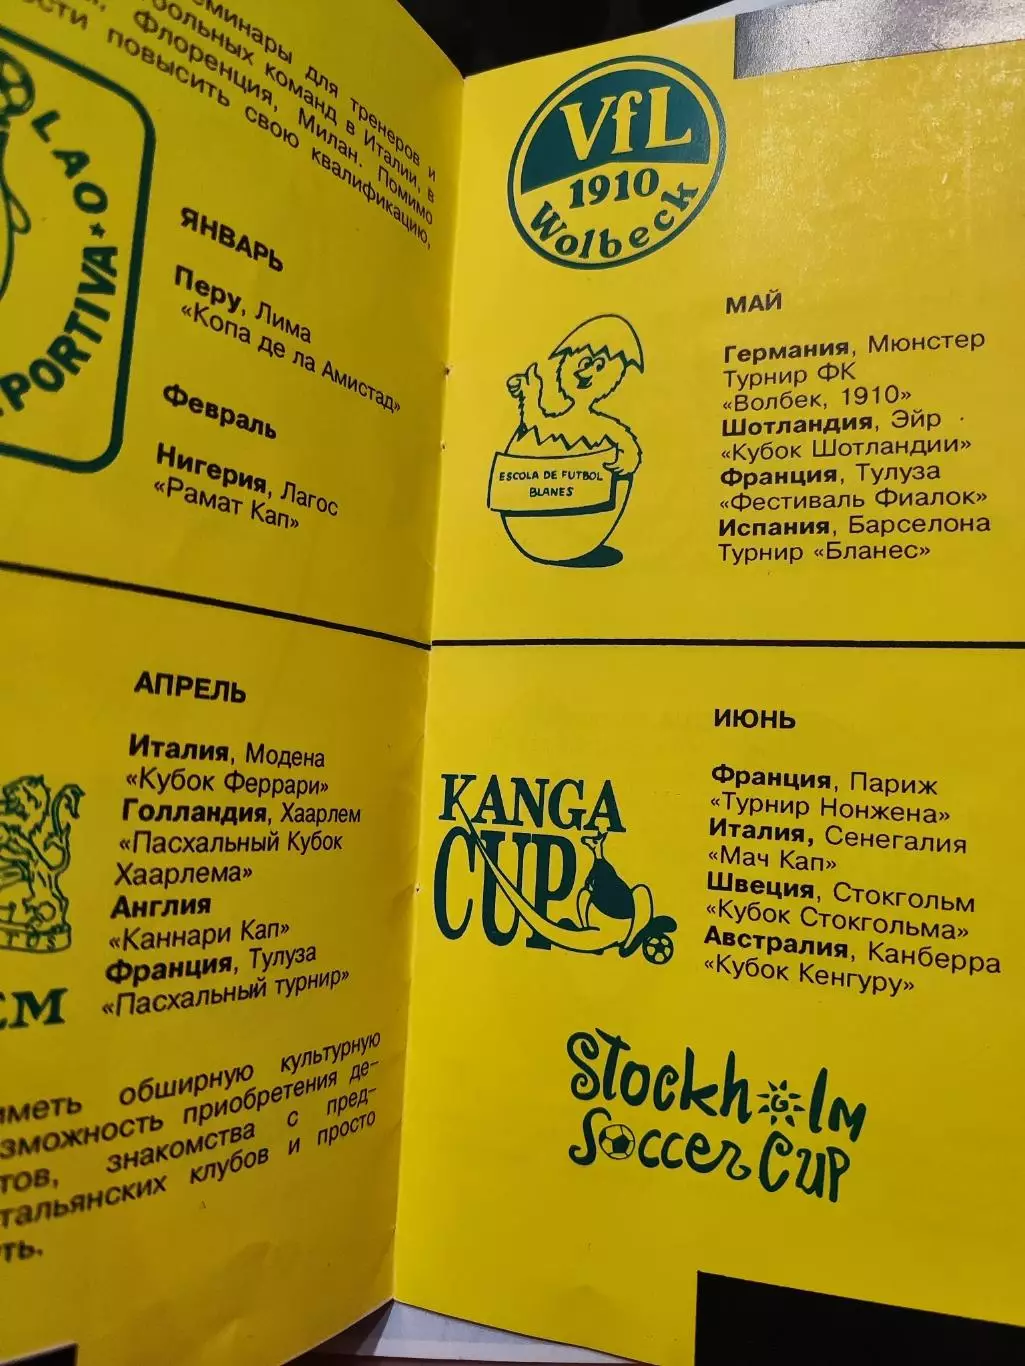 семинары для тренеров и
больных команд в Италии, в
Флоренция, Милан. Помимо
ности повысить свою квалификацию,
LAO
PORTIVA
ЯНВАРЬ
Перу, Лима
«Копа де ла Амистад»
Февраль
Нигерия, Лагос
«Рамат Кап»
АПРЕЛЬ
Италия, Модена
«Кубок Феррари»
Голландия, Хаарлем
«Пасхальный Кубок
Хаарлема»
Англия
«Каннари Кап»
Франция, Тулуза
«Пасхальный турнир»
EM
иметь обширную культурную
возможность приобретения де-
тов, знакомства с пред-
тальянских клубов и просто
ть.
VfL
1910
Wolbeck
МАЙ
Германия, Мюнстер
Турнир ФК
«Волбек, 1910»
Шотландия, Эйр
«Кубок Шотландии»
Франция, Тулуза
«Фестиваль Фиалок»
Испания, Барселона
Турнир «Бланес»
ESCOLA DE FUTBOL
BLANES
ИЮНЬ
Франция, Париж
«Турнир Нонжена»
Италия, Сенегалия
«Мач Кап»
Швеция, Стокгольм
«Кубок Стокгольма»
Австралия, Канберра
«Кубок Кенгуру»
KANGA
CUP
Stockholm
Soccer Cup